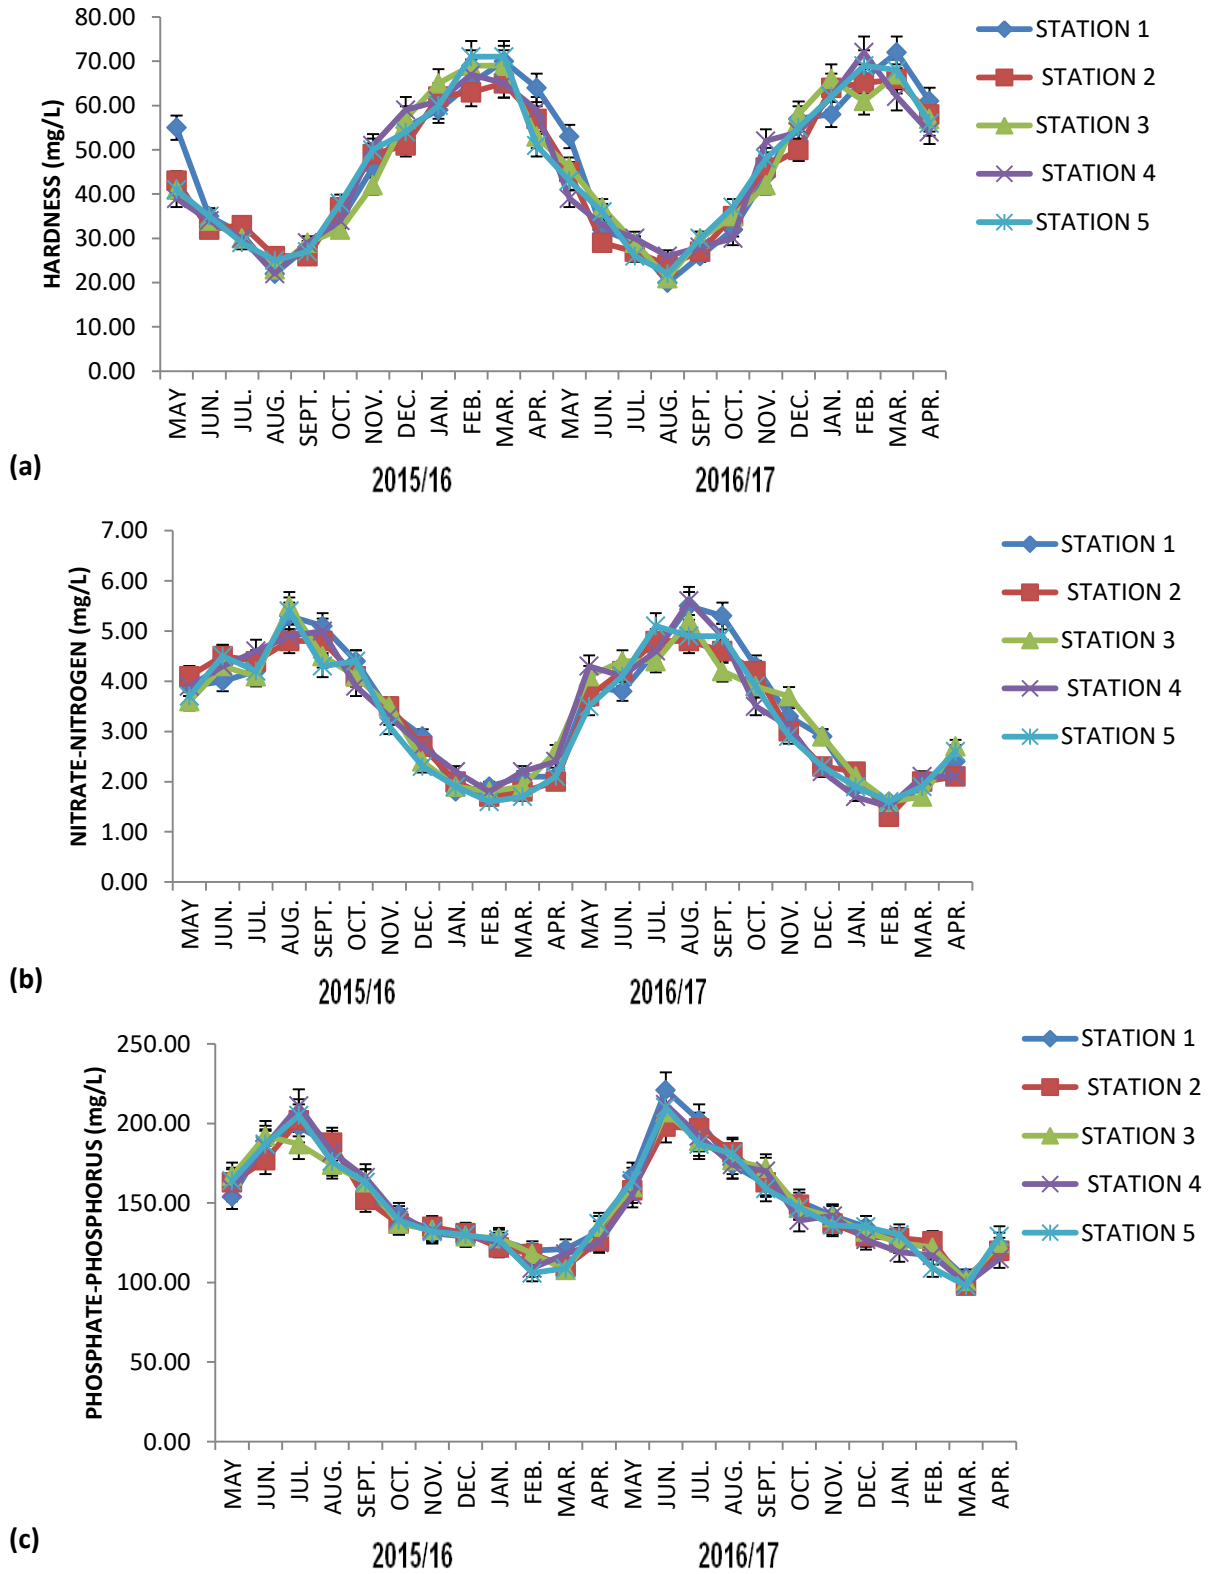 HARDNESS (mg/L)
80.00
70.00
60.00
50.00
40.00
30.00
20.00
10.00
0.00
MAY JUN. JUL. AUG. SEPT. OCT. NOV. DEC. JAN. FEB. MAR. APR. MAY JUN. JUL. AUG. SEPT. OCT. NOV. DEC. JAN. FEB. MAR. APR.
2015/16 2016/17
STATION 1
STATION 2
STATION 3
STATION 4
STATION 5
(a)
NITRATE-NITROGEN (mg/L)
7.00
6.00
5.00
4.00
3.00
2.00
1.00
0.00
MAY JUN. JUL. AUG. SEPT. OCT. NOV. DEC. JAN. FEB. MAR. APR. MAY JUN. JUL. AUG. SEPT. OCT. NOV. DEC. JAN. FEB. MAR. APR.
2015/16 2016/17
STATION 1
STATION 2
STATION 3
STATION 4
STATION 5
(b)
PHOSPHATE-PHOSPHORUS (mg/L)
250.00
200.00
150.00
100.00
50.00
0.00
MAY JUN. JUL. AUG. SEPT. OCT. NOV. DEC. JAN. FEB. MAR. APR. MAY JUN. JUL. AUG. SEPT. OCT. NOV. DEC. JAN. FEB. MAR. APR.
2015/16 2016/17
STATION 1
STATION 2
STATION 3
STATION 4
STATION 5
(c)